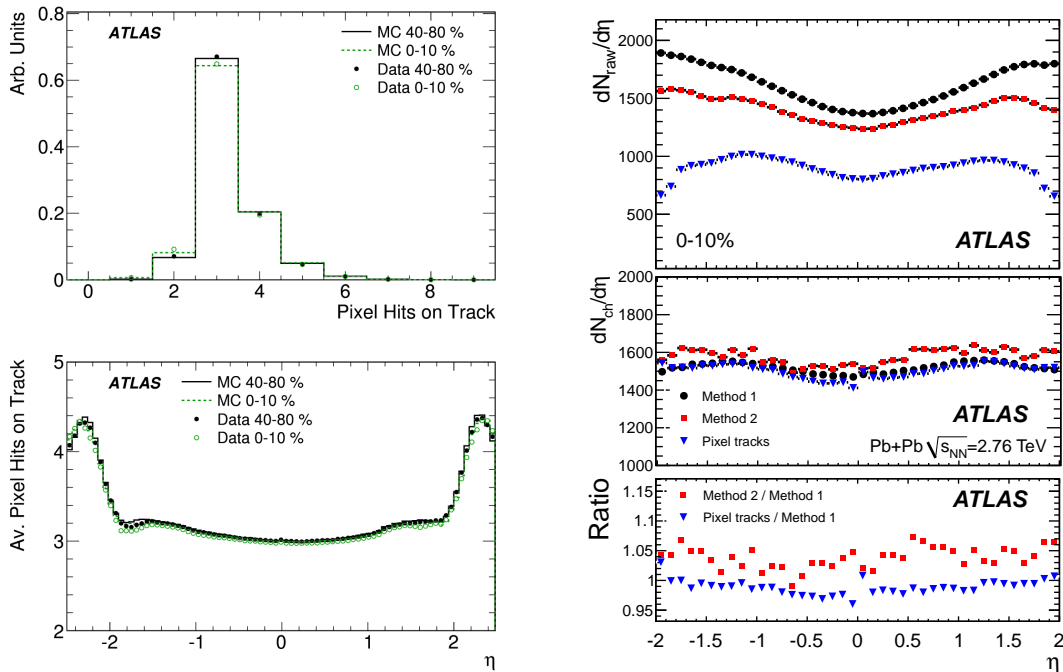 Arb. Units
0.8
0.6
0.4
0.2
0
ATLAS
MC 40-80 %
MC 0-10 %
Data 40-80 %
Data 0-10 %
0 2 4 6 8
Pixel Hits on Track
Av. Pixel Hits on Track
5
4
3
2
ATLAS
MC 40-80 %
MC 0-10 %
Data 40-80 %
Data 0-10 %
-2 -1 0 1 2
η
dN_raw/dη
2000
1500
1000
500
0-10%
ATLAS
dN_ch/dη
2000
1800
1600
1400
1200
1000
Method 1
Method 2
Pixel tracks
ATLAS
Pb+Pb √s_NN=2.76 TeV
Ratio
1.15
1.1
1.05
1
0.95
Method 2 / Method 1
Pixel tracks / Method 1
ATLAS
-2 -1.5 -1 -0.5 0 0.5 1 1.5 2
η